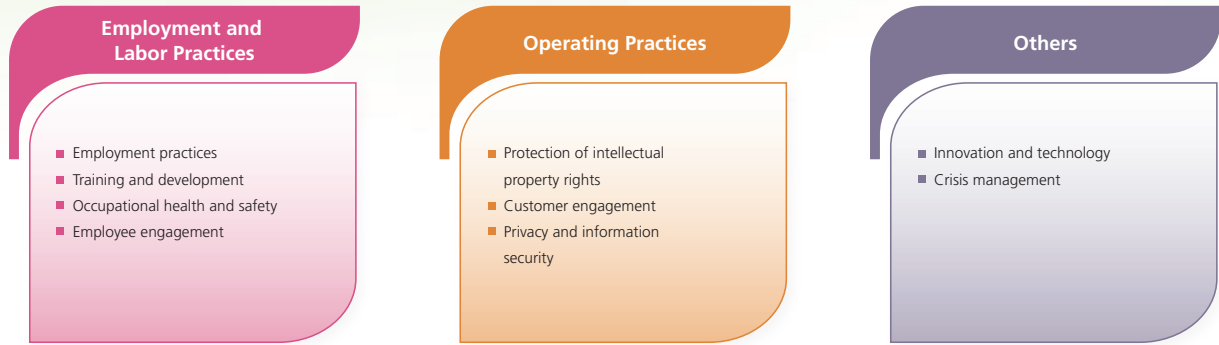 Employment and
Labor Practices
Employment practices
Training and development
Occupational health and safety
Employee engagement
Operating Practices
Protection of intellectual
property rights
Customer engagement
Privacy and information
security
Others
Innovation and technology
Crisis management